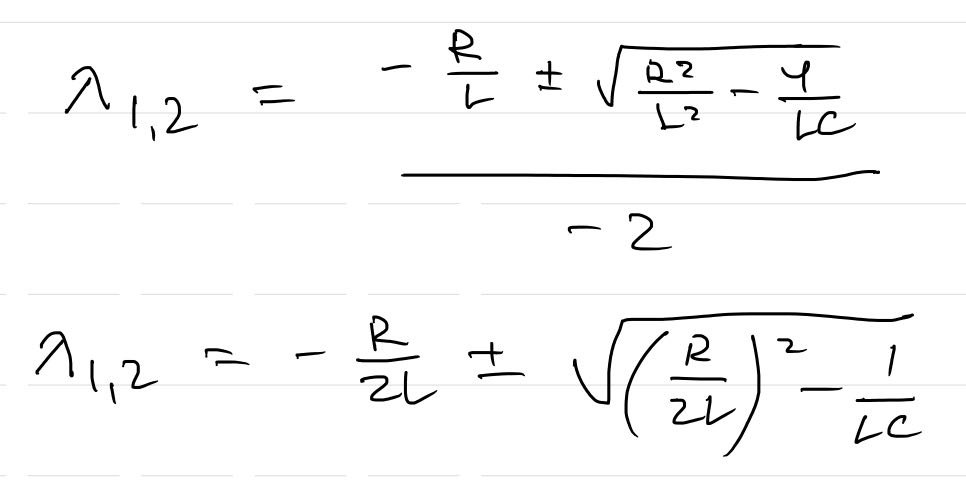 λ₁,₂ = (- R/L ± √(R²/L² - 4/LC)) / -2
λ₁,₂ = - R/2L ± √((R/2L)² - 1/LC)